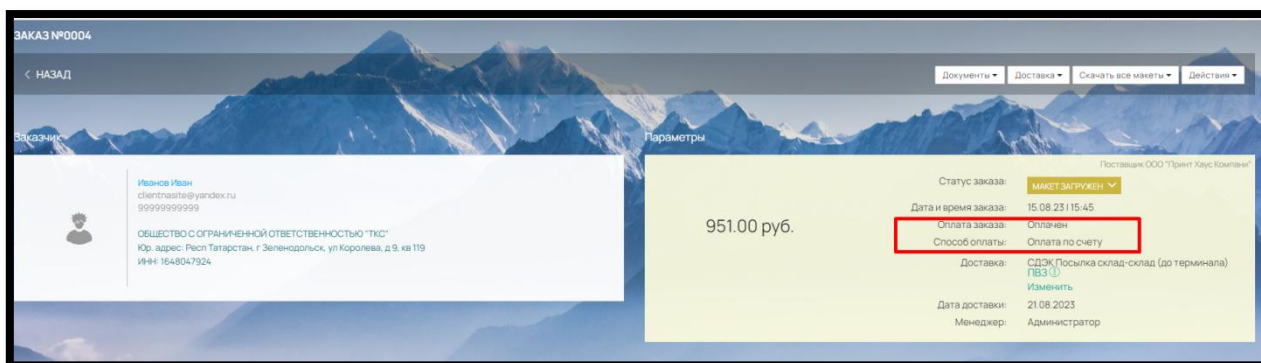 ЗАКАЗ №0004
< НАЗАД
Документы
Доставка
Скачать все макеты
Действия
Заказчик
Параметры
Иванов Иван
clientnasite@yandex.ru
99999999999
ОБЩЕСТВО С ОГРАНИЧЕННОЙ ОТВЕТСТВЕННОСТЬЮ "ТКС"
Юр. адрес: Респ Татарстан, г Зеленодольск, ул Королева, д 9, кв 119
ИНН: 1648047924
Поставщик ООО "Принт Хаус Компани"
951.00 руб.
Статус заказа: МАКЕТ ЗАГРУЖЕН
Дата и время заказа: 15.08.23 | 15:45
Оплата заказа: Оплачен
Способ оплаты: Оплата по счету
Доставка: СДЭК Посылка склад-склад (до терминала)
ПВЗ
Изменить
Дата доставки: 21.08.2023
Менеджер: Администратор